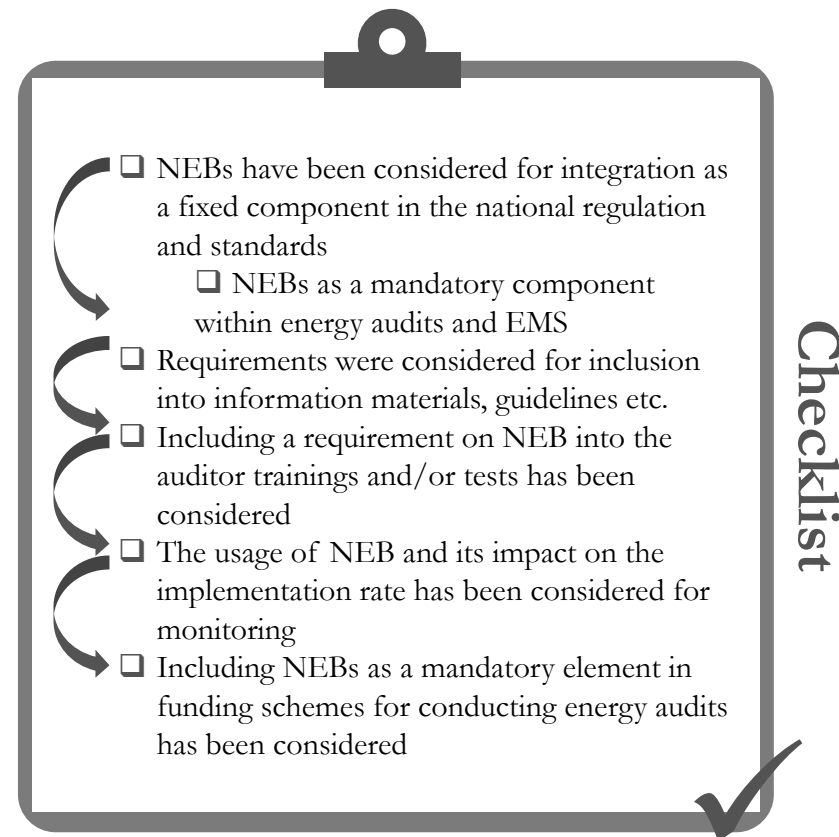 ❑ NEBs have been considered for integration as
a fixed component in the national regulation
and standards
❑ NEBs as a mandatory component
within energy audits and EMS
❑ Requirements were considered for inclusion
into information materials, guidelines etc.
❑ Including a requirement on NEB into the
auditor trainings and/or tests has been
considered
❑ The usage of NEB and its impact on the
implementation rate has been considered for
monitoring
❑ Including NEBs as a mandatory element in
funding schemes for conducting energy audits
has been considered
Checklist